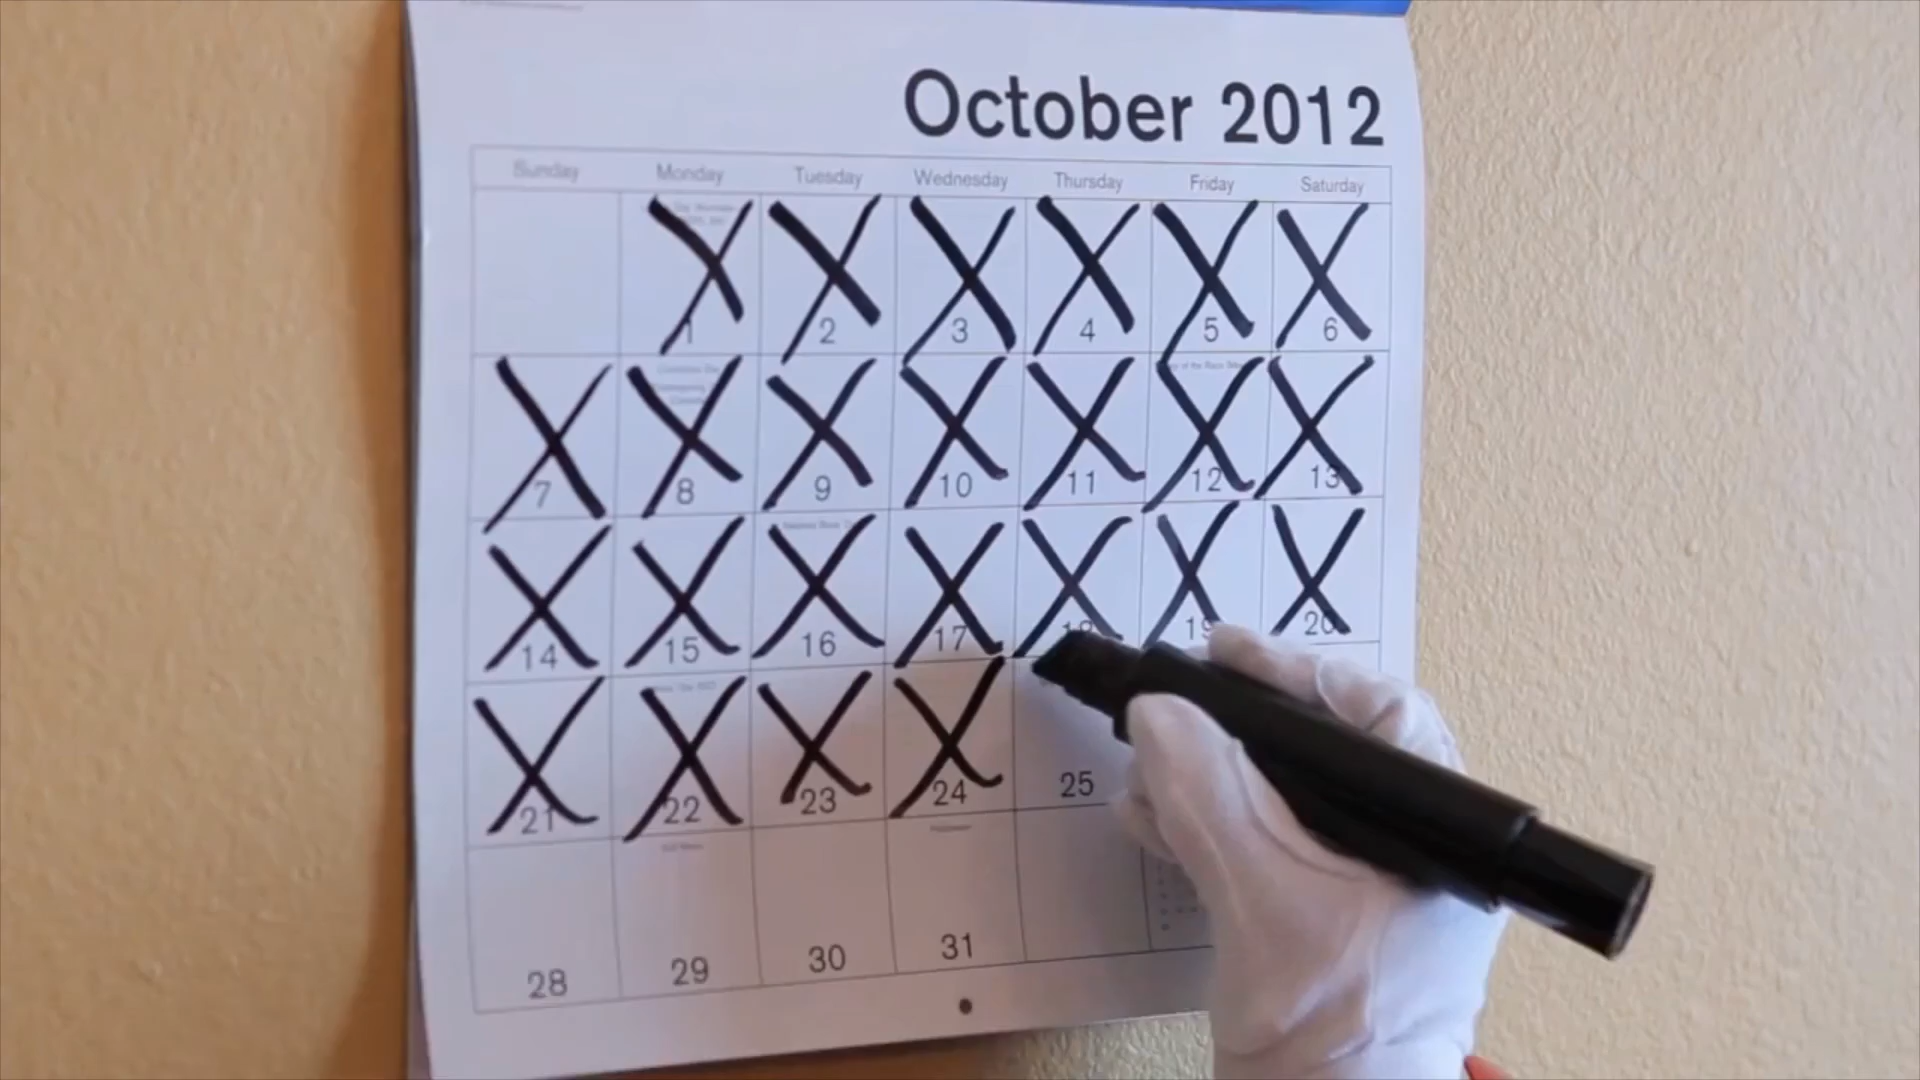 October 2012
Sunday Monday Tuesday Wednesday Thursday Friday Saturday
1 2 3 4 5 6
7 8 9 10 11 12 13
14 15 16 17 18 19 20
21 22 23 24 25
28 29 30 31